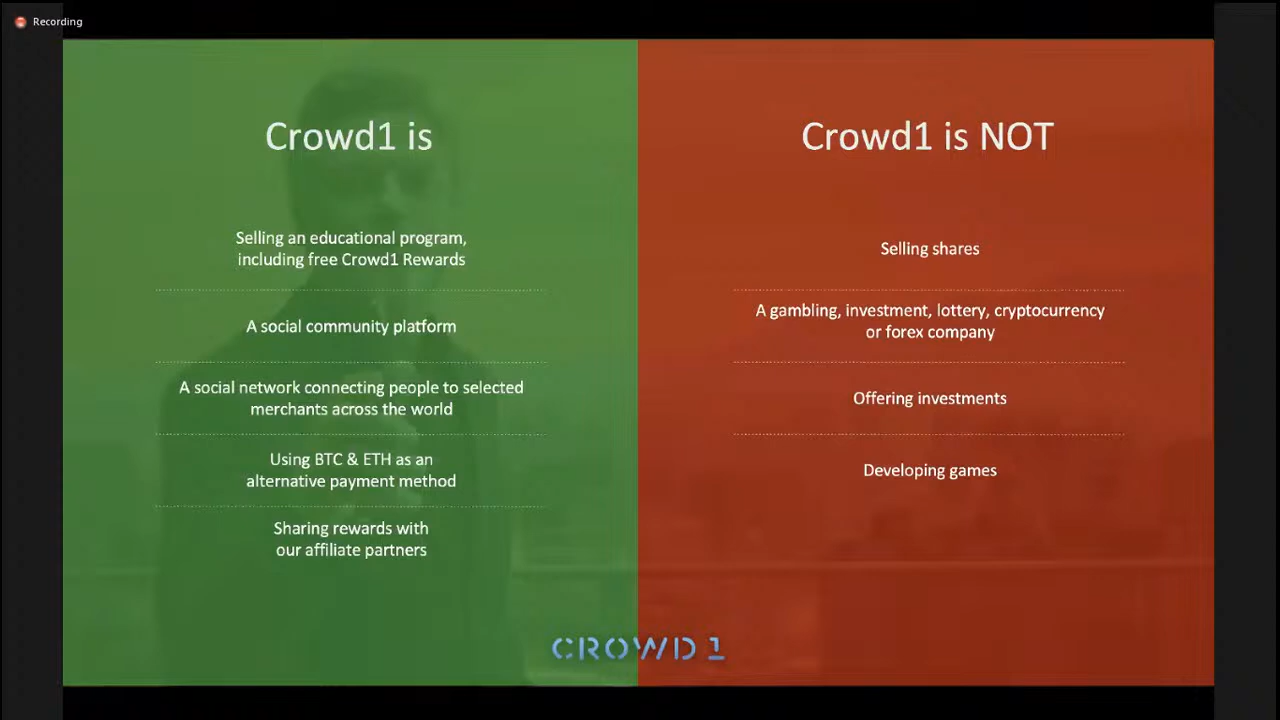 Recording
Crowd1 is
Selling an educational program,
including free Crowd1 Rewards
A social community platform
A social network connecting people to selected
merchants across the world
Using BTC & ETH as an
alternative payment method
Sharing rewards with
our affiliate partners
Crowd1 is NOT
Selling shares
A gambling, investment, lottery, cryptocurrency
or forex company
Offering investments
Developing games
CROWD 1